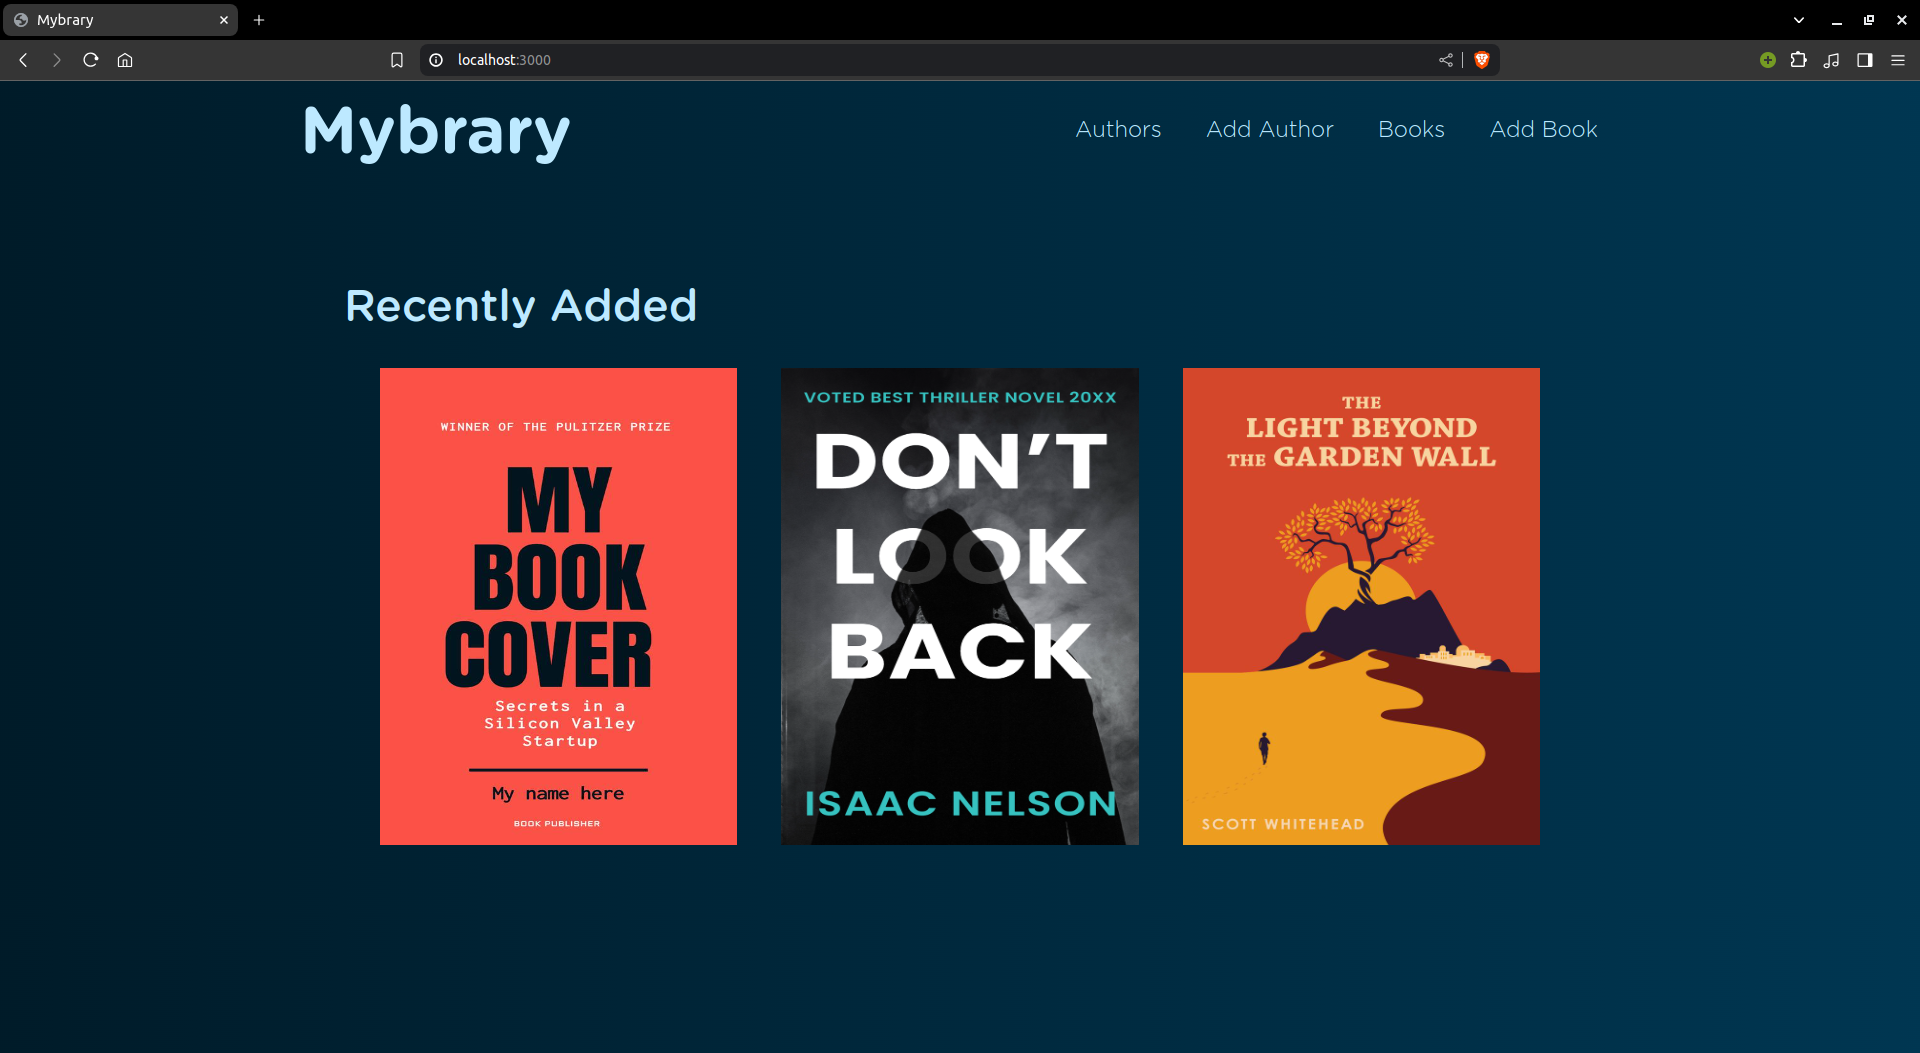 Mybrary
localhost:3000
Mybrary
Authors
Add Author
Books
Add Book
Recently Added
WINNER OF THE PULITZER PRIZE
MY
BOOK
COVER
Secrets in a
Silicon Valley
Startup
My name here
BOOK PUBLISHER
VOTED BEST THRILLER NOVEL 20XX
DON'T
LOOK
BACK
ISAAC NELSON
THE
LIGHT BEYOND
THE GARDEN WALL
SCOTT WHITEHEAD